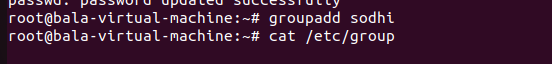 passwd: password updated successfully
root@bala-virtual-machine:~# groupadd sodhi
root@bala-virtual-machine:~# cat /etc/group